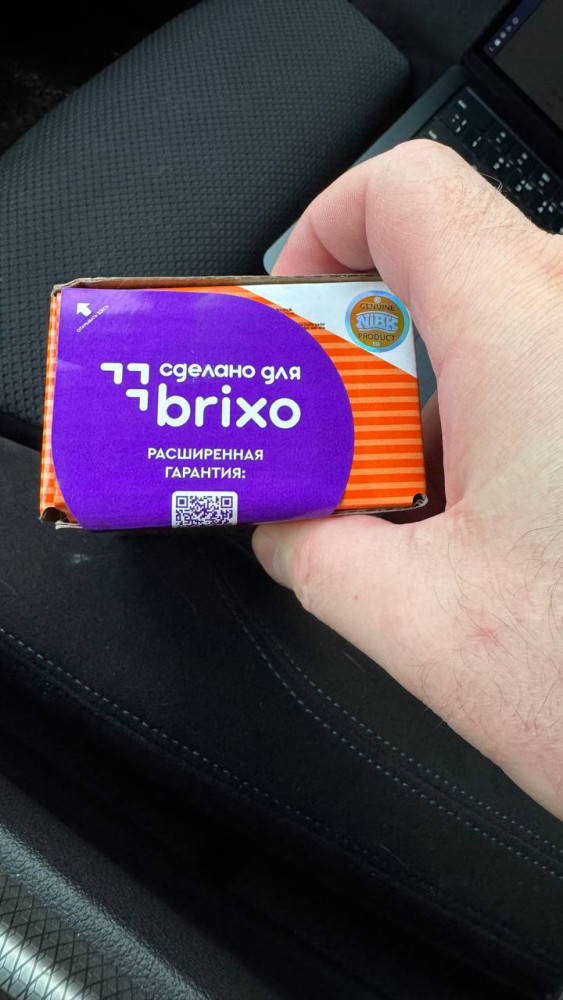 сделано для
brixo
РАСШИРЕННАЯ
ГАРАНТИЯ:
GENUINE
NiBK
PRODUCT